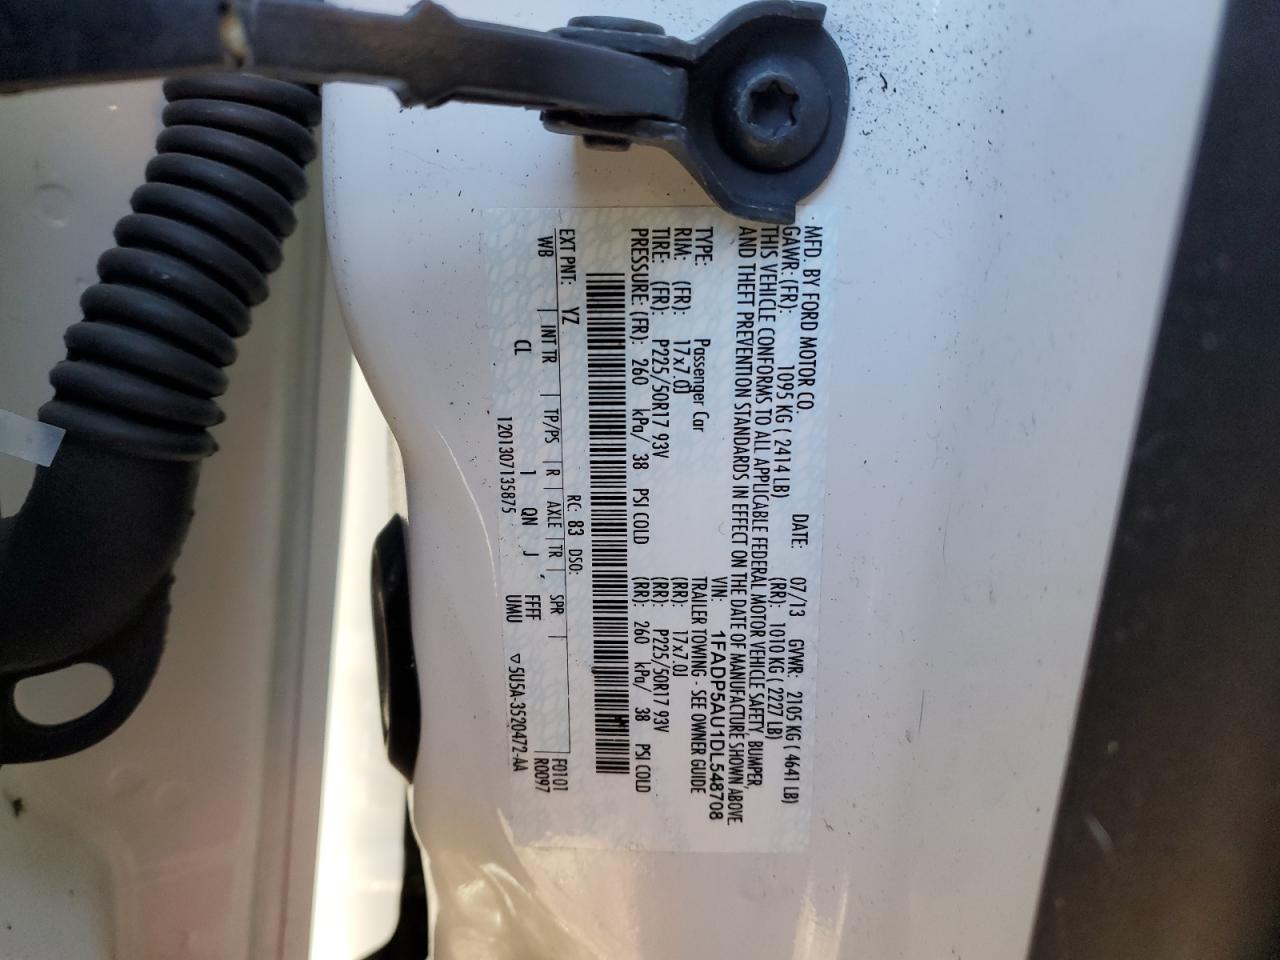 MFD. BY FORD MOTOR CO.
DATE: 07/13 GVWR: 2105 KG ( 4641 LB)
GAWR: (FR): 1095 KG ( 2414 LB) (RR): 1010 KG ( 2227 LB)
THIS VEHICLE CONFORMS TO ALL APPLICABLE FEDERAL MOTOR VEHICLE SAFETY, BUMPER,
AND THEFT PREVENTION STANDARDS IN EFFECT ON THE DATE OF MANUFACTURE SHOWN ABOVE.
VIN: 1FADP5AU1DL548708
TYPE: Passenger Car TRAILER TOWING - SEE OWNER GUIDE
RIM: (FR): 17x7.0J (RR): 17x7.0J
TIRE: (FR): P225/50R17 93V (RR): P225/50R17 93V
PRESSURE: (FR): 260 kPa/ 38 PSI COLD (RR): 260 kPa/ 38 PSI COLD
RC: 83 DSO:
EXT PNT: YZ F0101
WB | INT TR | TP/PS | R | AXLE | TR | SPR | R0097
CL 1 QN J , FFFF
UMU
1201307135875 ▽5U5A-3520472-AA